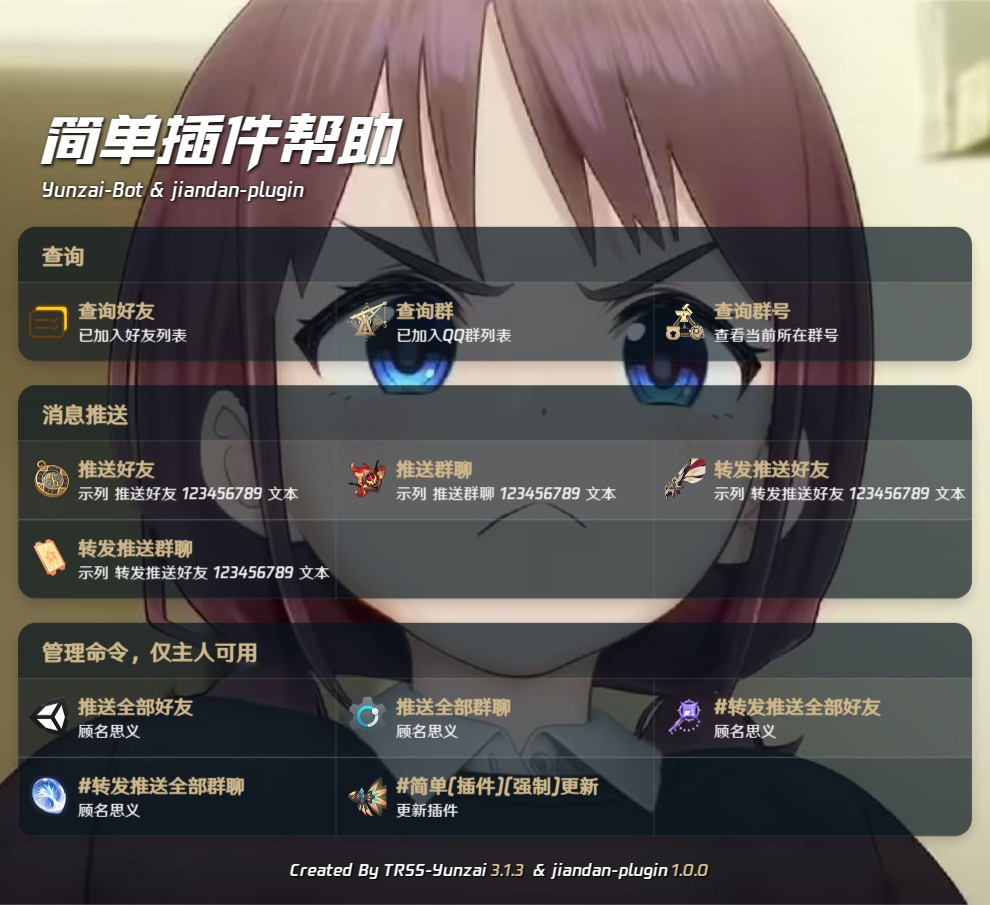 简单插件帮助
Yunzai-Bot & jiandan-plugin
查询
查询好友
已加入好友列表
查询群
已加入QQ群列表
查询群号
查看当前所在群号
消息推送
推送好友
示列 推送好友 123456789 文本
推送群聊
示列 推送群聊 123456789 文本
转发推送好友
示列 转发推送好友 123456789 文本
转发推送群聊
示列 转发推送好友 123456789 文本
管理命令，仅主人可用
推送全部好友
顾名思义
推送全部群聊
顾名思义
#转发推送全部好友
顾名思义
#转发推送全部群聊
顾名思义
#简单[插件][强制]更新
更新插件
Created By TRSS-Yunzai 3.1.3 & jiandan-plugin 1.0.0